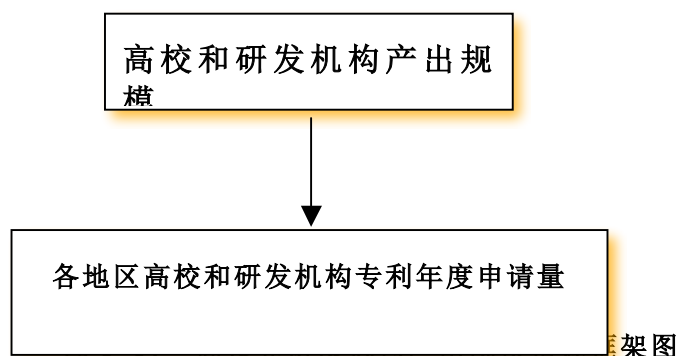 高校和研发机构产出规
模
各地区高校和研发机构专利年度申请量
框架图